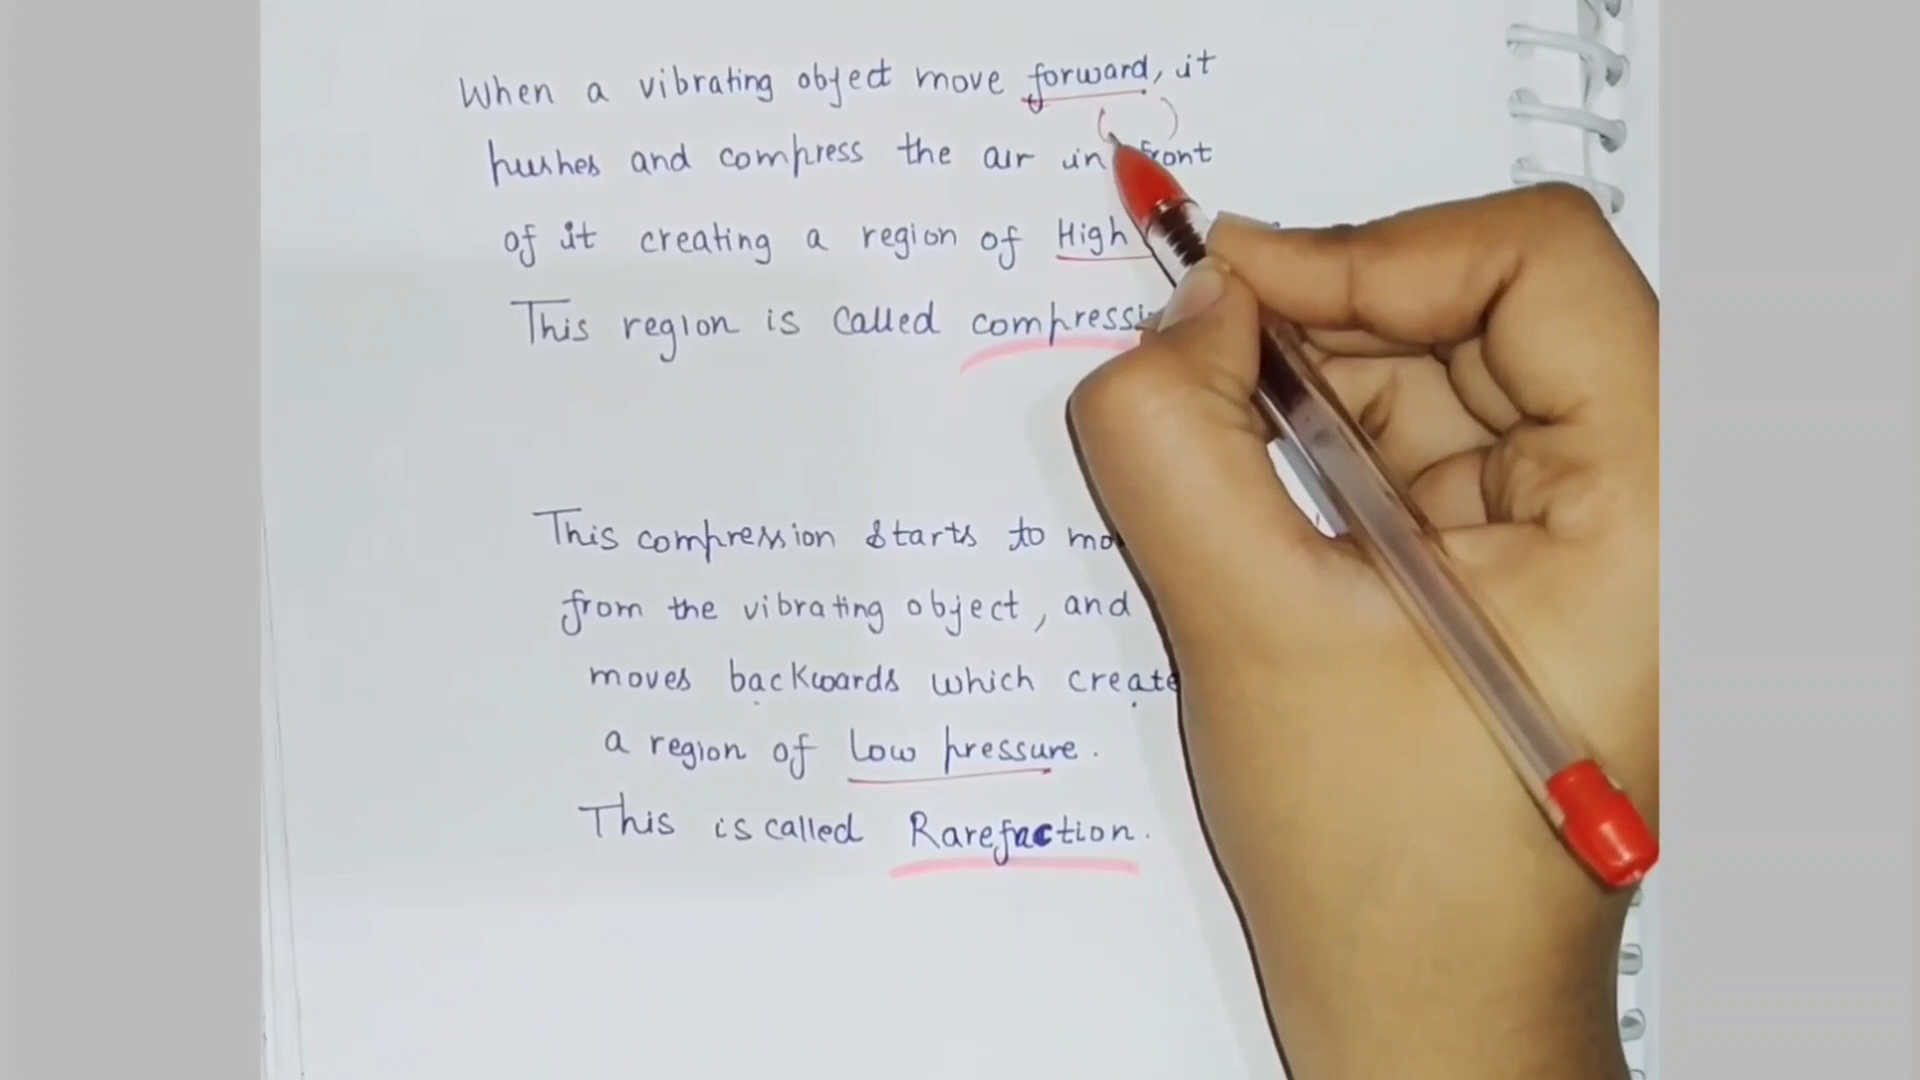 When a vibrating object move forward, it
pushes and compress the air in front
of it creating a region of High
This region is called compressi
This compression starts to mo
from the vibrating object, and
moves backwards which create
a region of low pressure.
This is called Rarefaction.